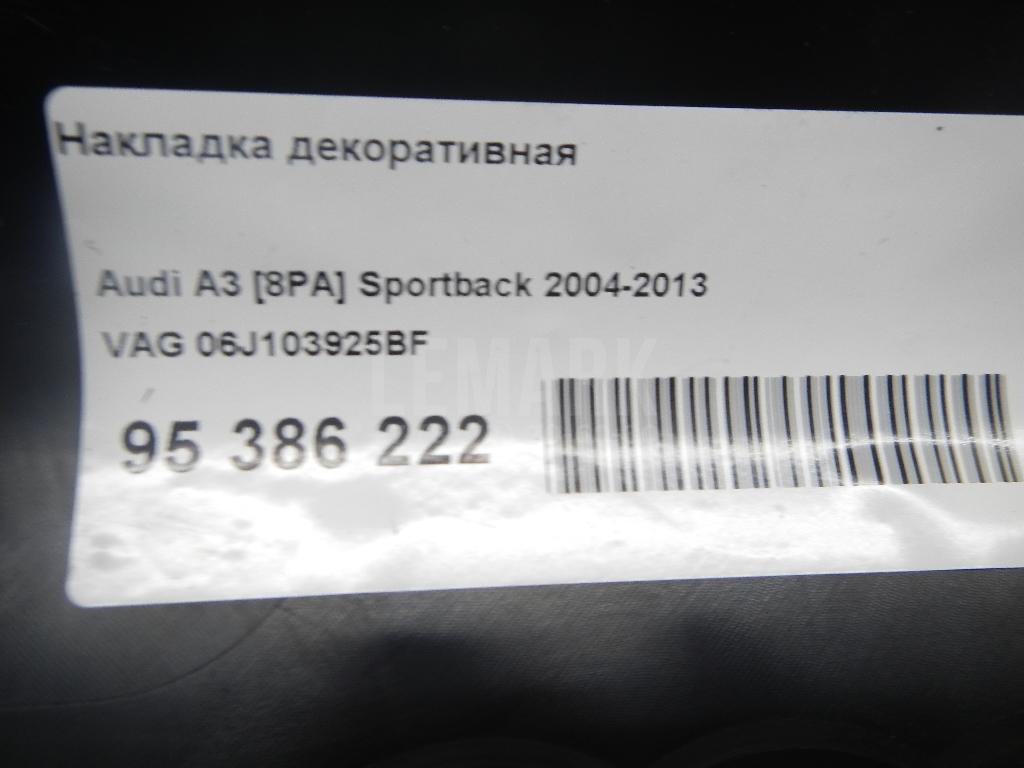 Накладка декоративная
Audi A3 [8PA] Sportback 2004-2013
VAG 06J103925BF
LEMARK
95 386 222